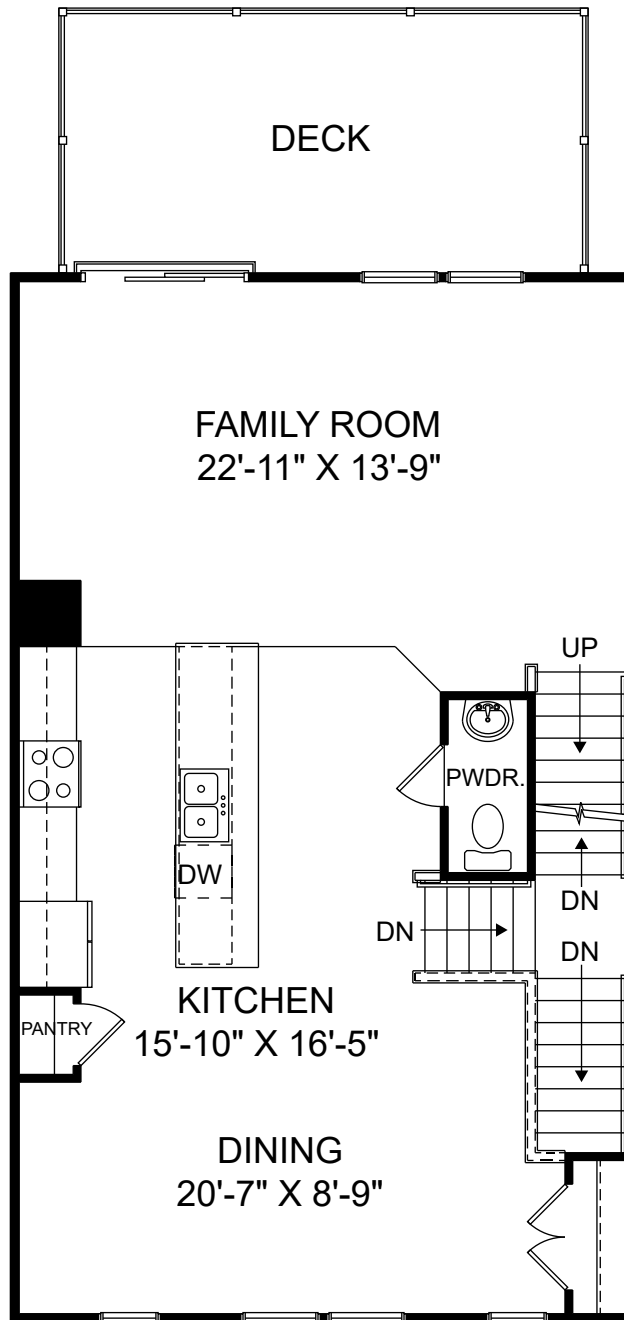 DECK
FAMILY ROOM
22'-11" X 13'-9"
UP
PWDR.
DW
DN
DN
DN
KITCHEN
15'-10" X 16'-5"
PANTRY
DINING
20'-7" X 8'-9"